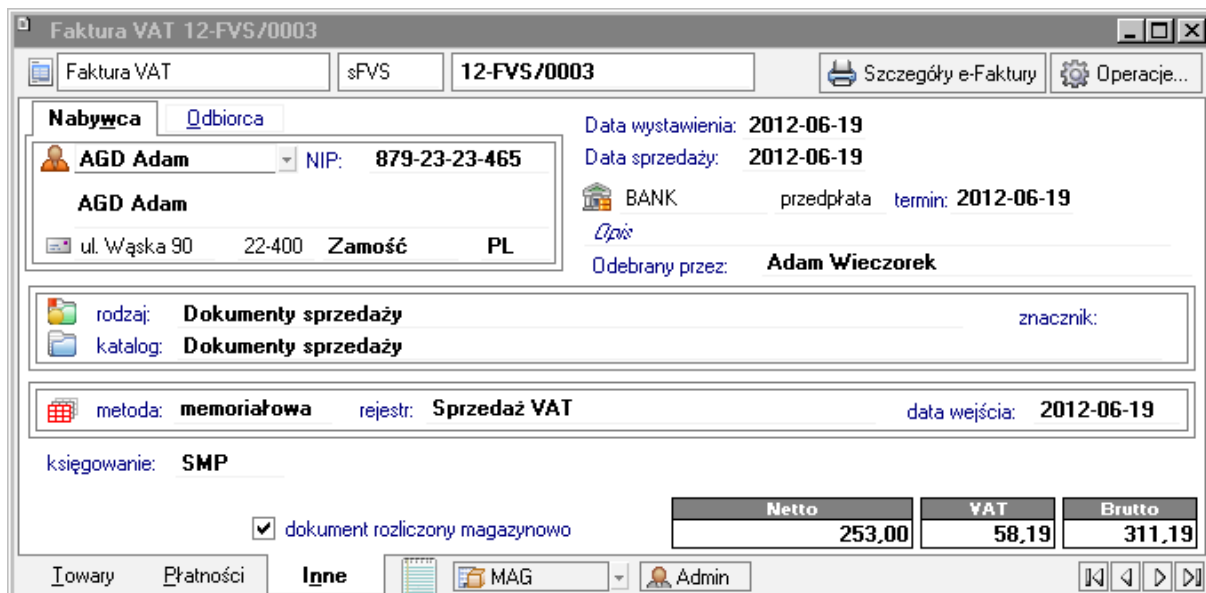 Faktura VAT 12-FVS/0003
Faktura VAT sFVS 12-FVS/0003 Szczegóły e-Faktury Operacje...
Nabywca Odbiorca
AGD Adam NIP: 879-23-23-465
AGD Adam
ul. Wąska 90 22-400 Zamość PL
Data wystawienia: 2012-06-19
Data sprzedaży: 2012-06-19
BANK przedpłata termin: 2012-06-19
Opis
Odebrany przez: Adam Wieczorek
rodzaj: Dokumenty sprzedaży znacznik:
katalog: Dokumenty sprzedaży
metoda: memoriałowa rejestr: Sprzedaż VAT data wejścia: 2012-06-19
księgowanie: SMP
dokument rozliczony magazynowo
Netto VAT Brutto
253,00 58,19 311,19
Towary Płatności Inne MAG Admin